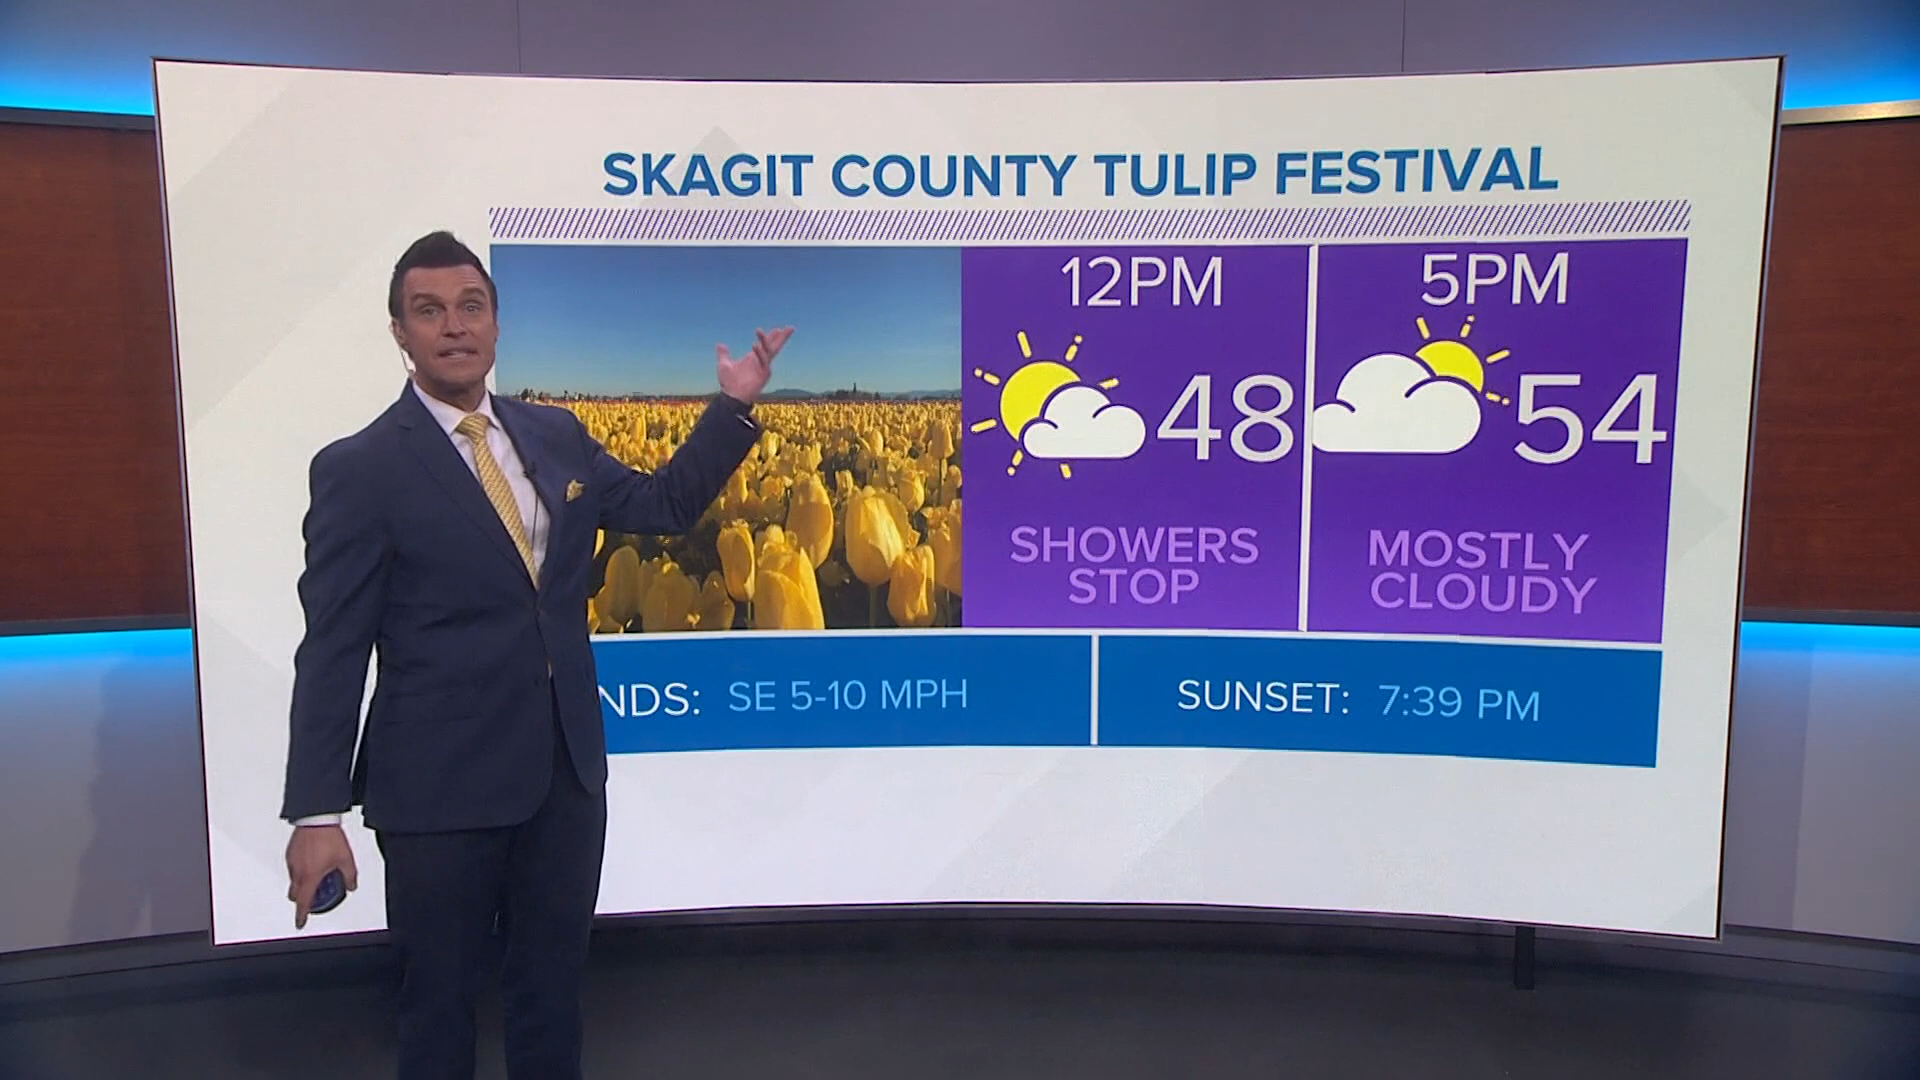 SKAGIT COUNTY TULIP FESTIVAL
12PM
48
SHOWERS
STOP
5PM
54
MOSTLY
CLOUDY
NDS: SE 5-10 MPH
SUNSET: 7:39 PM